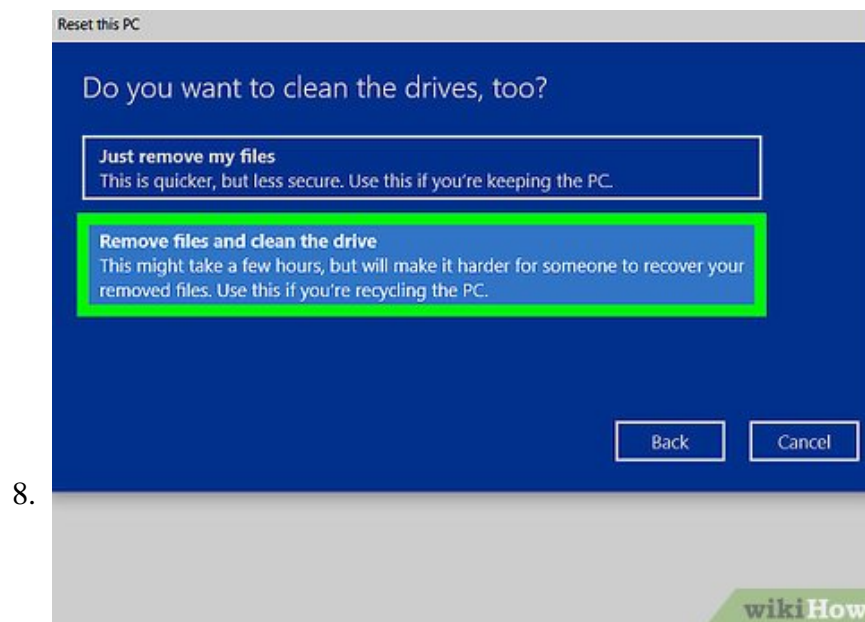 Reset this PC
Do you want to clean the drives, too?
Just remove my files
This is quicker, but less secure. Use this if you're keeping the PC.
Remove files and clean the drive
This might take a few hours, but will make it harder for someone to recover your
removed files. Use this if you're recycling the PC.
Back
Cancel
8.
wikiHow